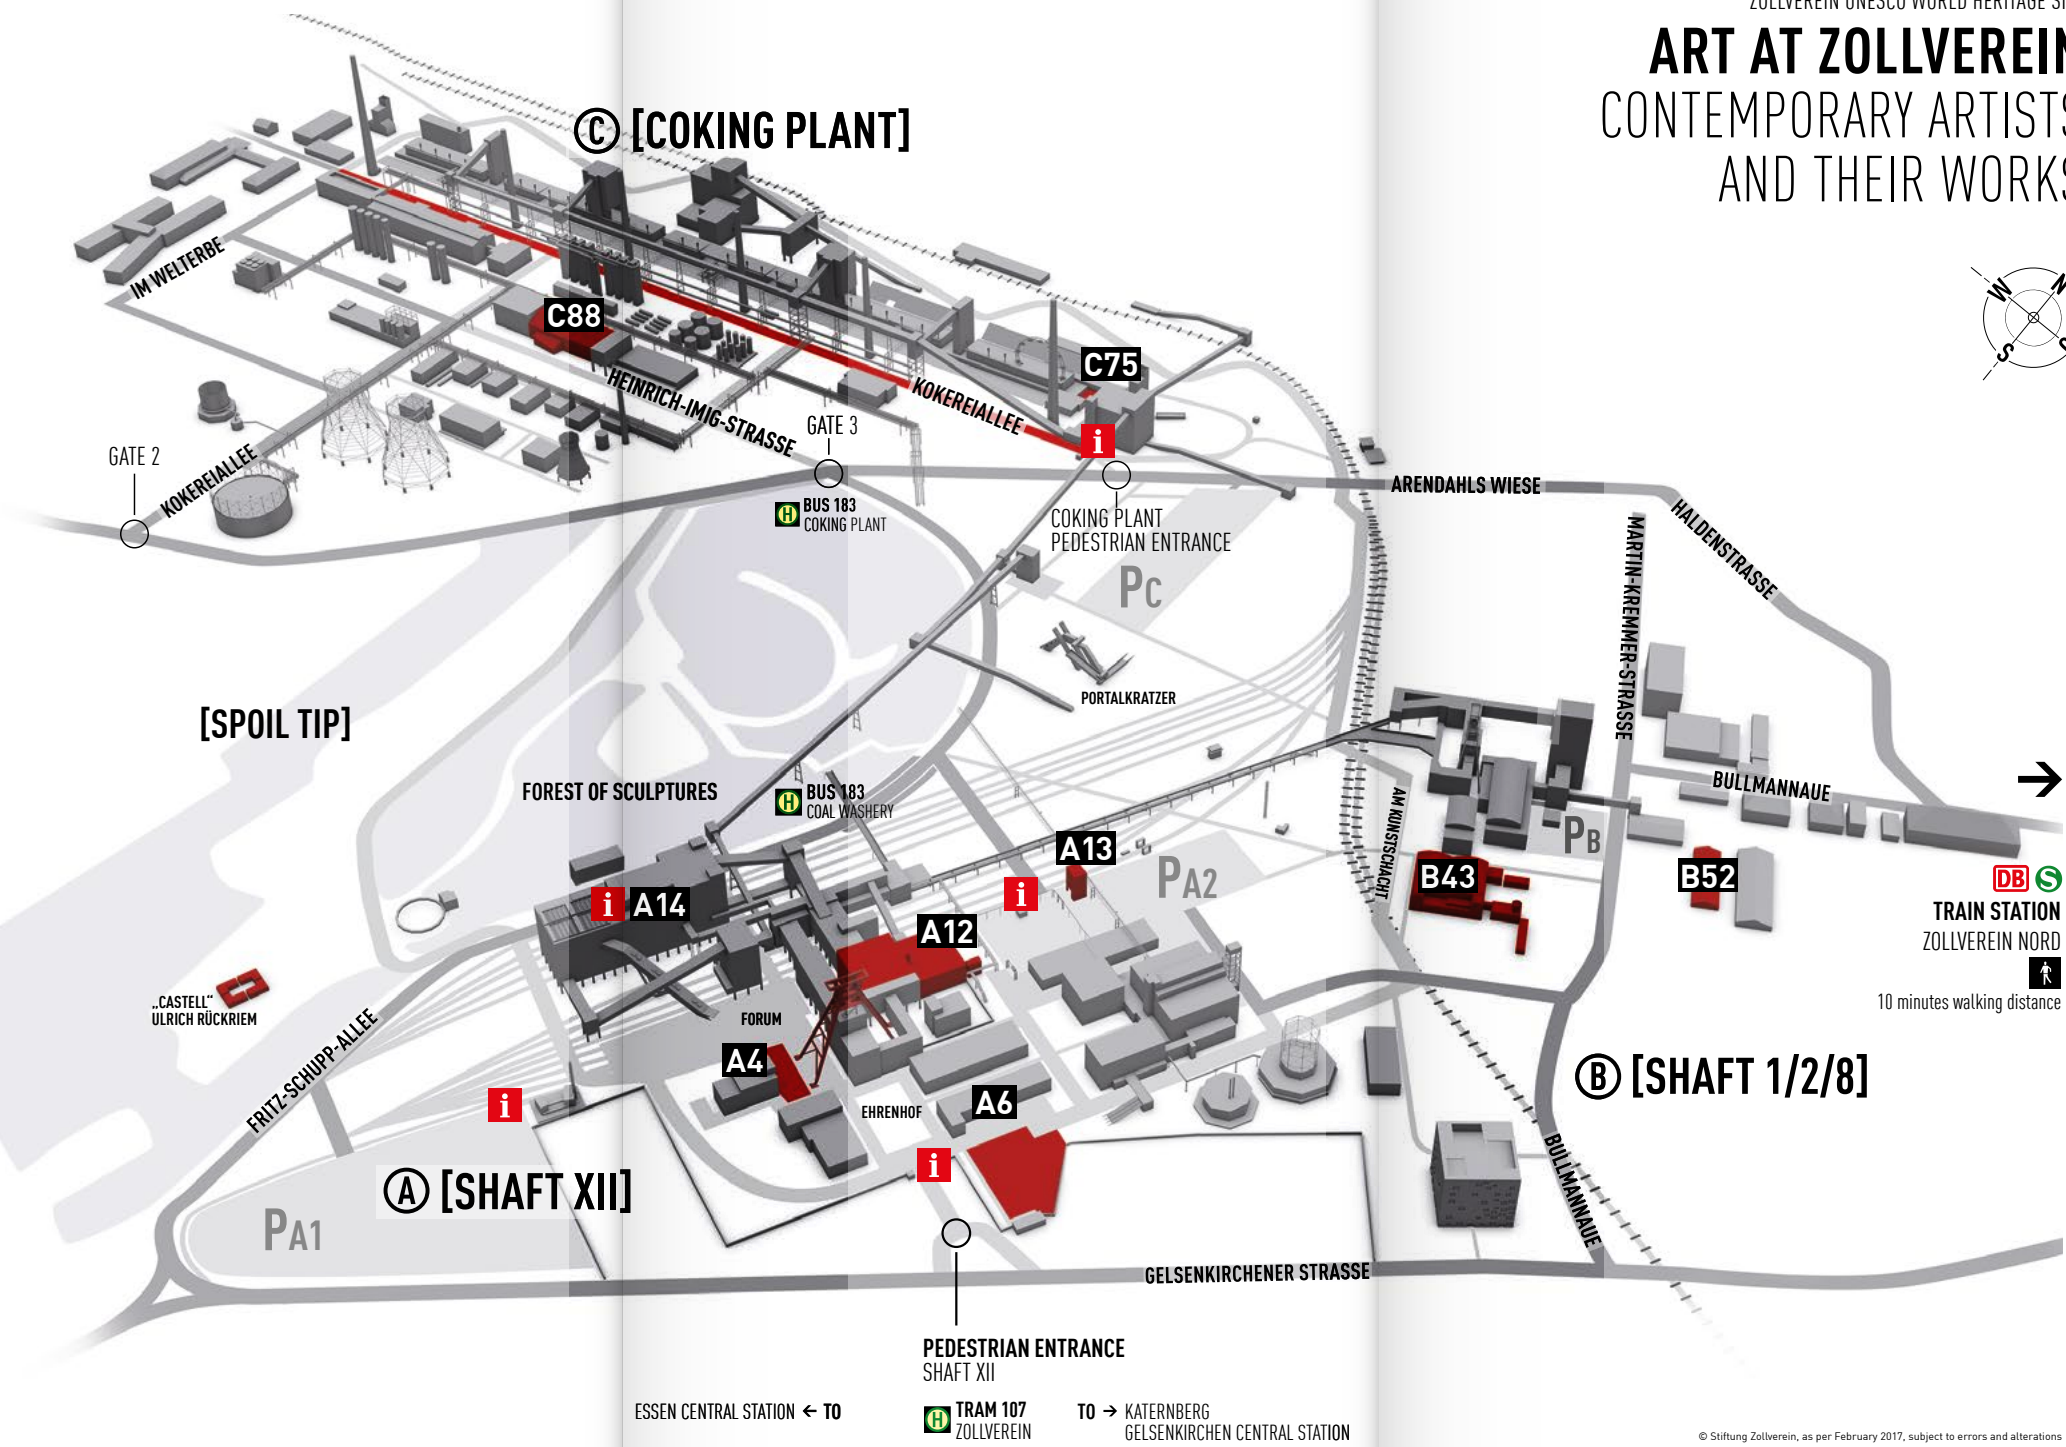 ZOLLVEREIN UNESCO WORLD HERITAGE
ART AT ZOLLVEREIN
CONTEMPORARY ARTISTS
AND THEIR WORKS
Ⓒ [COKING PLANT]
W N
S
IM WELTERBE
C88
C75
HEINRICH-IMIG-STRASSE
KOKEREIALLEE
GATE 3
i
GATE 2
KOKEREIALLEE
ARENDAHLS WIESE
H BUS 183
COKING PLANT
COKING PLANT
PEDESTRIAN ENTRANCE
HALDENSTRASSE
MARTIN-KREMMER-STRASSE
PC
PORTALKRATZER
[SPOIL TIP]
FOREST OF SCULPTURES
H BUS 183
COAL WASHERY
BULLMANNAUE
→
AM KUNSTSCHACHT
PB
A13
PA2
B43
B52
DB S
i A14
i
A12
TRAIN STATION
ZOLLVEREIN NORD
10 minutes walking distance
„CASTELL“
ULRICH RÜCKRIEM
FORUM
FRITZ-SCHUPP-ALLEE
A4
Ⓑ [SHAFT 1/2/8]
i
EHRENHOF
A6
i
BULLMANNAUE
Ⓐ [SHAFT XII]
PA1
GELSENKIRCHENER STRASSE
PEDESTRIAN ENTRANCE
SHAFT XII
ESSEN CENTRAL STATION ← TO
H TRAM 107
ZOLLVEREIN
TO → KATERNBERG
GELSENKIRCHEN CENTRAL STATION
© Stiftung Zollverein, as per February 2017, subject to errors and alterations